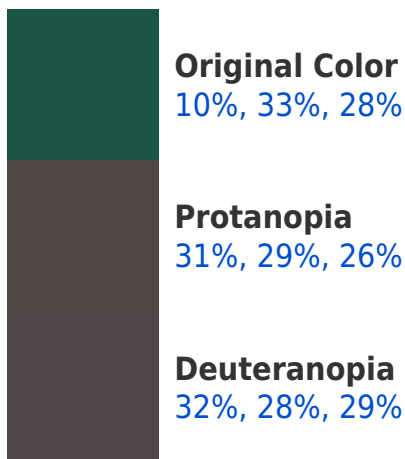 Original Color
10%, 33%, 28%
Protanopia
31%, 29%, 26%
Deuteranopia
32%, 28%, 29%